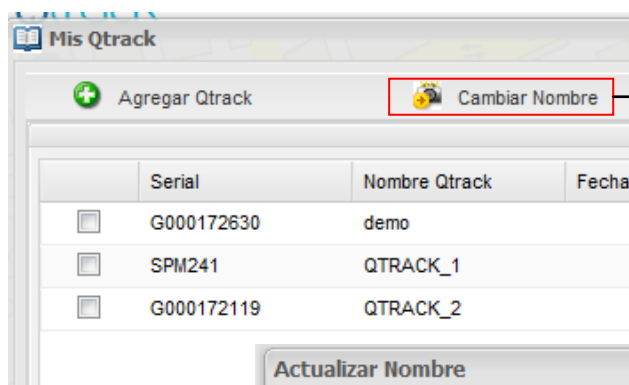 Mis Qtrack
Agregar Qtrack Cambiar Nombre
Serial Nombre Qtrack Fecha
G000172630 demo
SPM241 QTRACK_1
G000172119 QTRACK_2
Actualizar Nombre